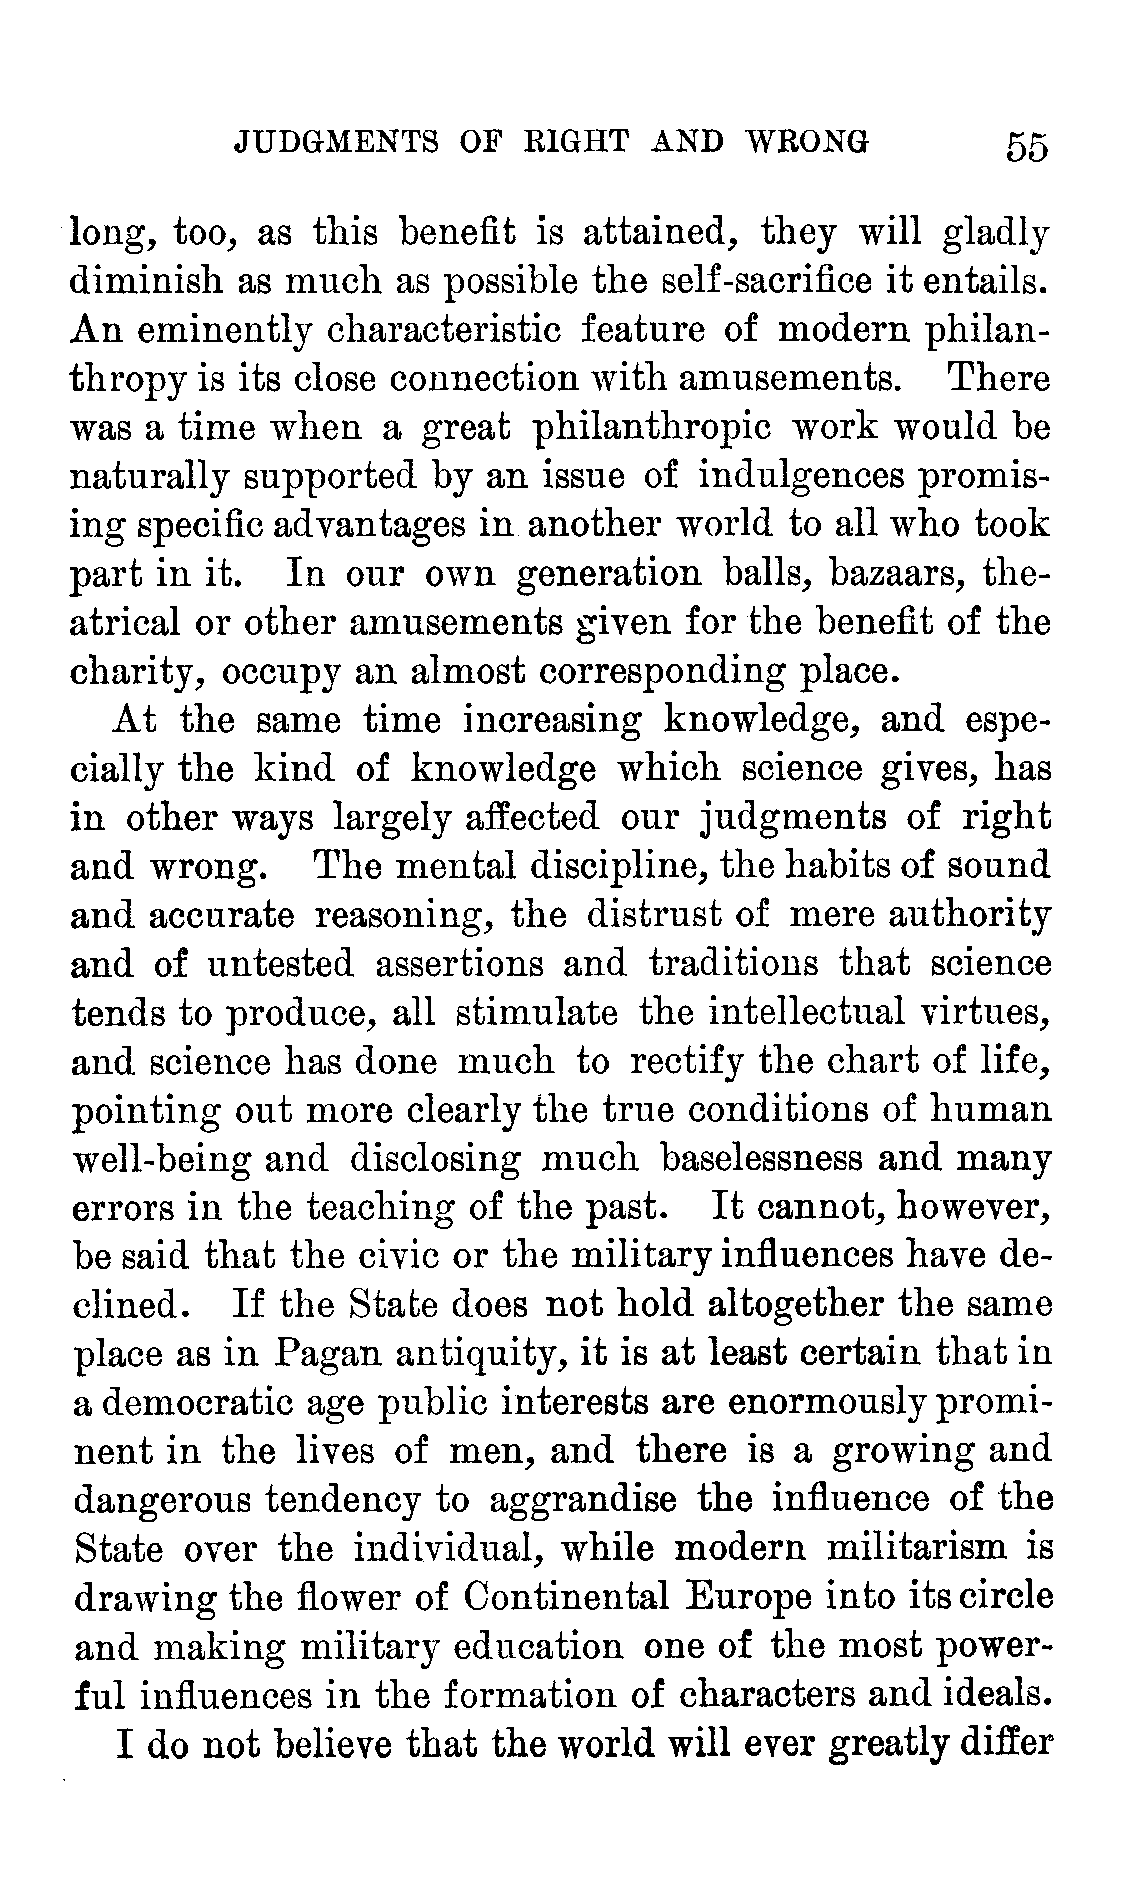 JUDGMENTS OF RIGHT AND WRONG 55
long, too, as this benefit is attained, they will gladly
diminish as much as possible the self-sacrifice it entails.
An eminently characteristic feature of modern philan-
thropy is its close connection with amusements. There
was a time when a great philanthropic work would be
naturally supported by an issue of indulgences promis-
ing specific advantages in another world to all who took
part in it. In our own generation balls, bazaars, the-
atrical or other amusements given for the benefit of the
charity, occupy an almost corresponding place.
At the same time increasing knowledge, and espe-
cially the kind of knowledge which science gives, has
in other ways largely affected our judgments of right
and wrong. The mental discipline, the habits of sound
and accurate reasoning, the distrust of mere authority
and of untested assertions and traditions that science
tends to produce, all stimulate the intellectual virtues,
and science has done much to rectify the chart of life,
pointing out more clearly the true conditions of human
well-being and disclosing much baselessness and many
errors in the teaching of the past. It cannot, however,
be said that the civic or the military influences have de-
clined. If the State does not hold altogether the same
place as in Pagan antiquity, it is at least certain that in
a democratic age public interests are enormously promi-
nent in the lives of men, and there is a growing and
dangerous tendency to aggrandise the influence of the
State over the individual, while modern militarism is
drawing the flower of Continental Europe into its circle
and making military education one of the most power-
ful influences in the formation of characters and ideals.
I do not believe that the world will ever greatly differ